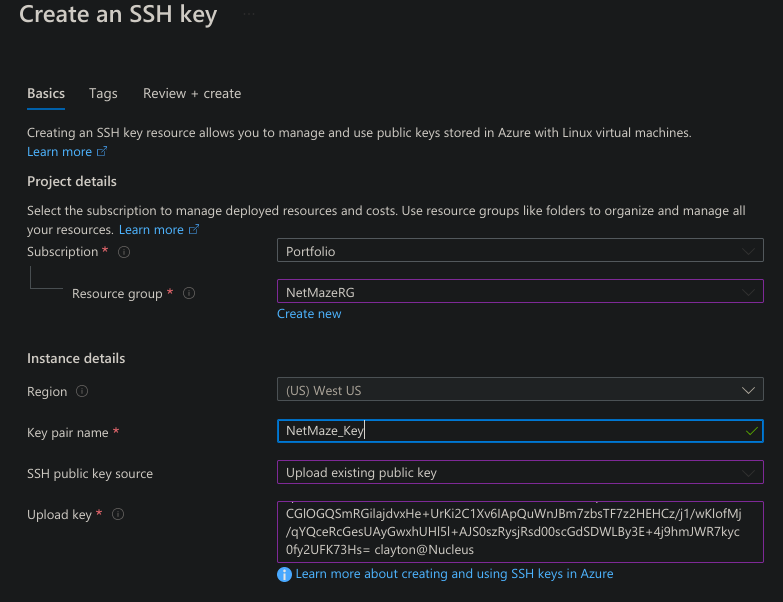 Create an SSH key
...
Basics
Tags
Review + create
Creating an SSH key resource allows you to manage and use public keys stored in Azure with Linux virtual machines.
Learn more
Project details
Select the subscription to manage deployed resources and costs. Use resource groups like folders to organize and manage all
your resources. Learn more
Subscription *
Portfolio
Resource group *
NetMazeRG
Create new
Instance details
Region
(US) West US
Key pair name *
NetMaze_Key
SSH public key source
Upload existing public key
Upload key *
CGlOGQSmRGilajdvxHe+UrKi2C1Xv6IApQuWnJBm7zbsTF7z2HEHCz/j1/wKlofMj
/qYQceRcGesUAyGwxhUHl5l+AJS0szRysjRsd00scGdSDWLBy3E+4j9hmJWR7kyc
0fy2UFK73Hs= clayton@Nucleus
Learn more about creating and using SSH keys in Azure